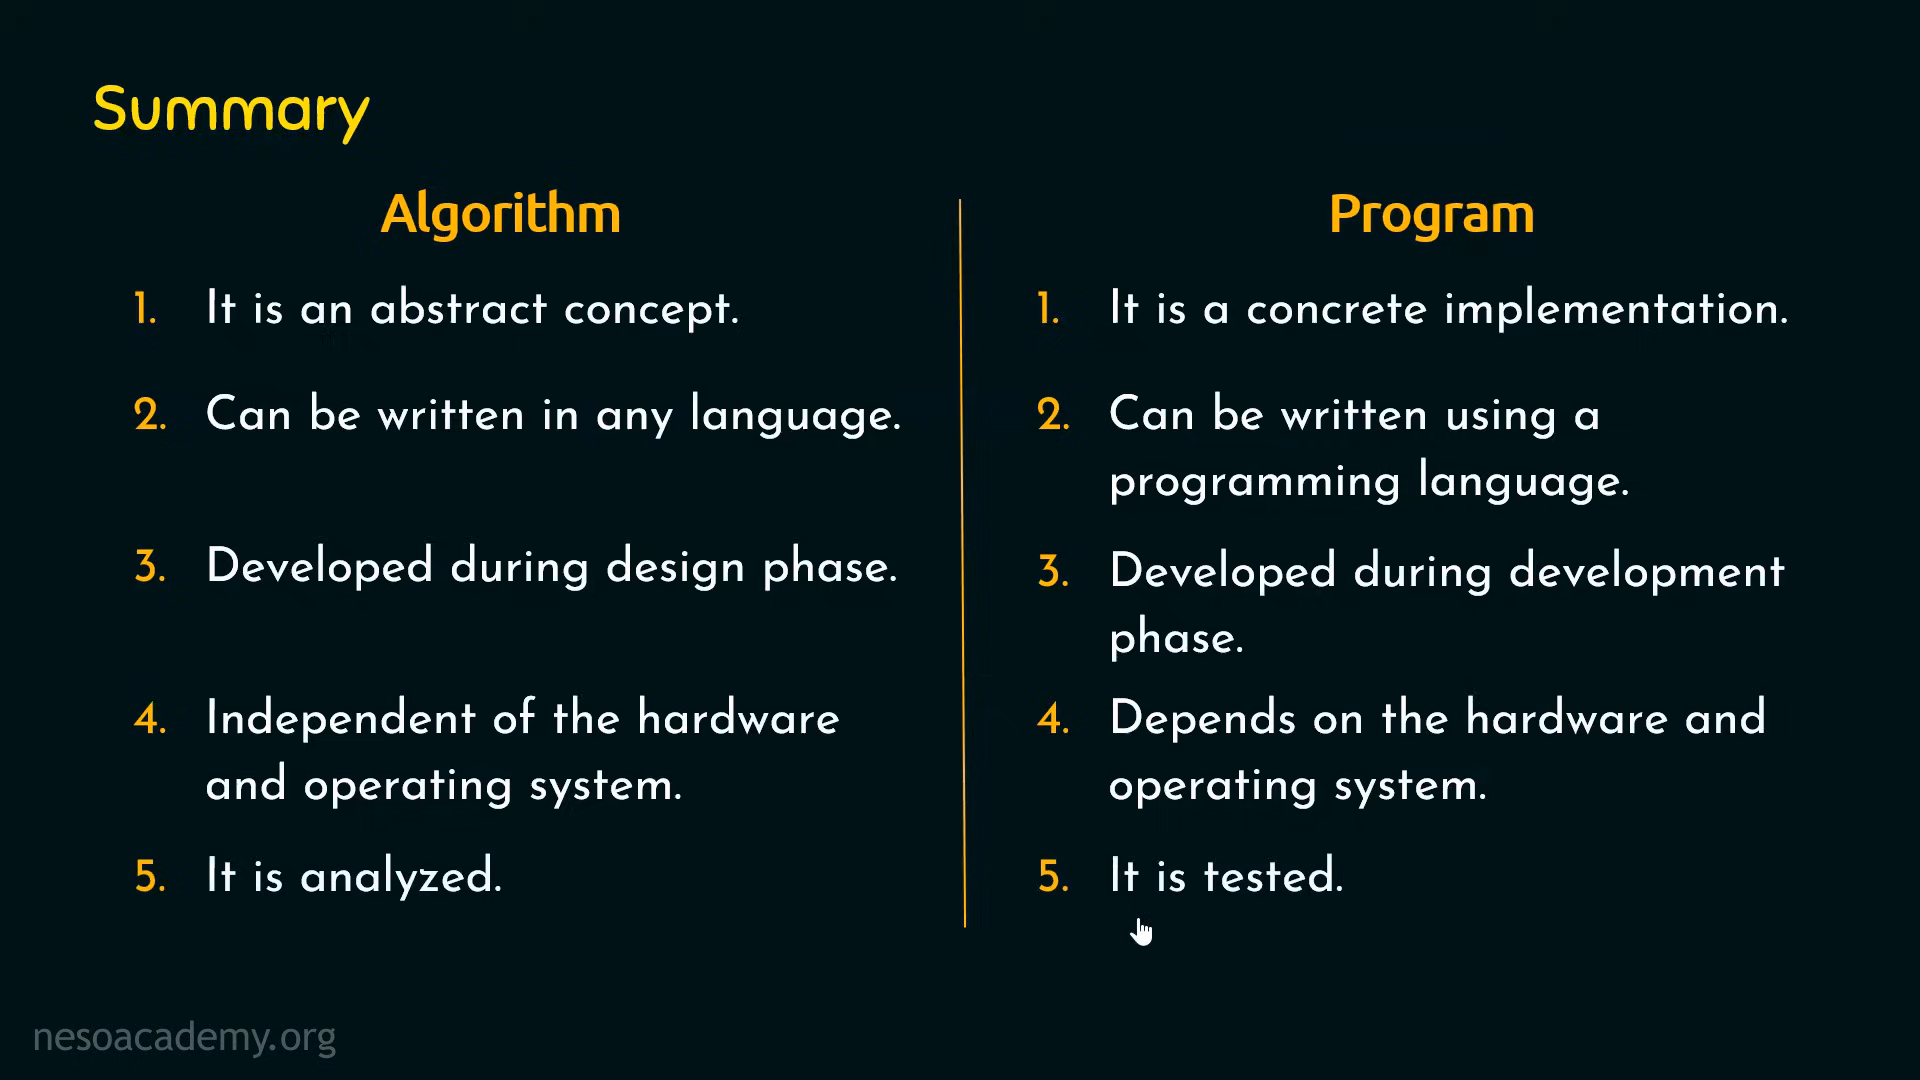 Summary
Algorithm
1. It is an abstract concept.
2. Can be written in any language.
3. Developed during design phase.
4. Independent of the hardware
and operating system.
5. It is analyzed.
Program
1. It is a concrete implementation.
2. Can be written using a
programming language.
3. Developed during development
phase.
4. Depends on the hardware and
operating system.
5. It is tested.
nesoacademy.org